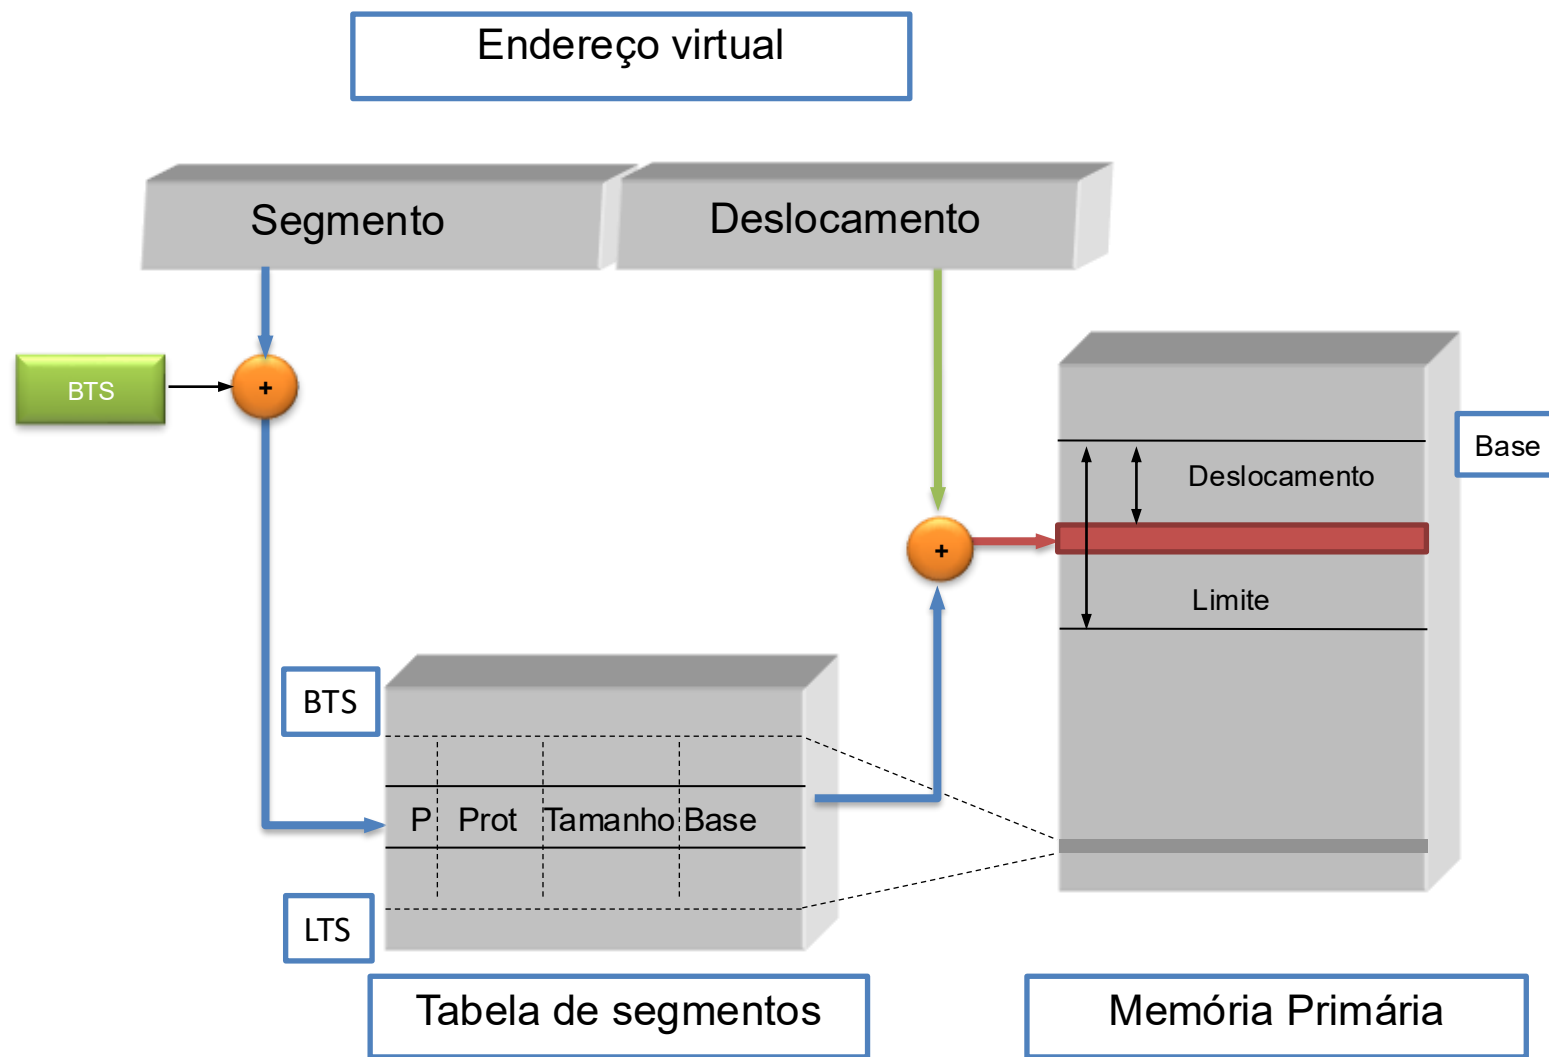 Endereço virtual
Segmento
Deslocamento
BTS
+
Base
Deslocamento
+
Limite
BTS
P
Prot
Tamanho
Base
LTS
Tabela de segmentos
Memória Primária